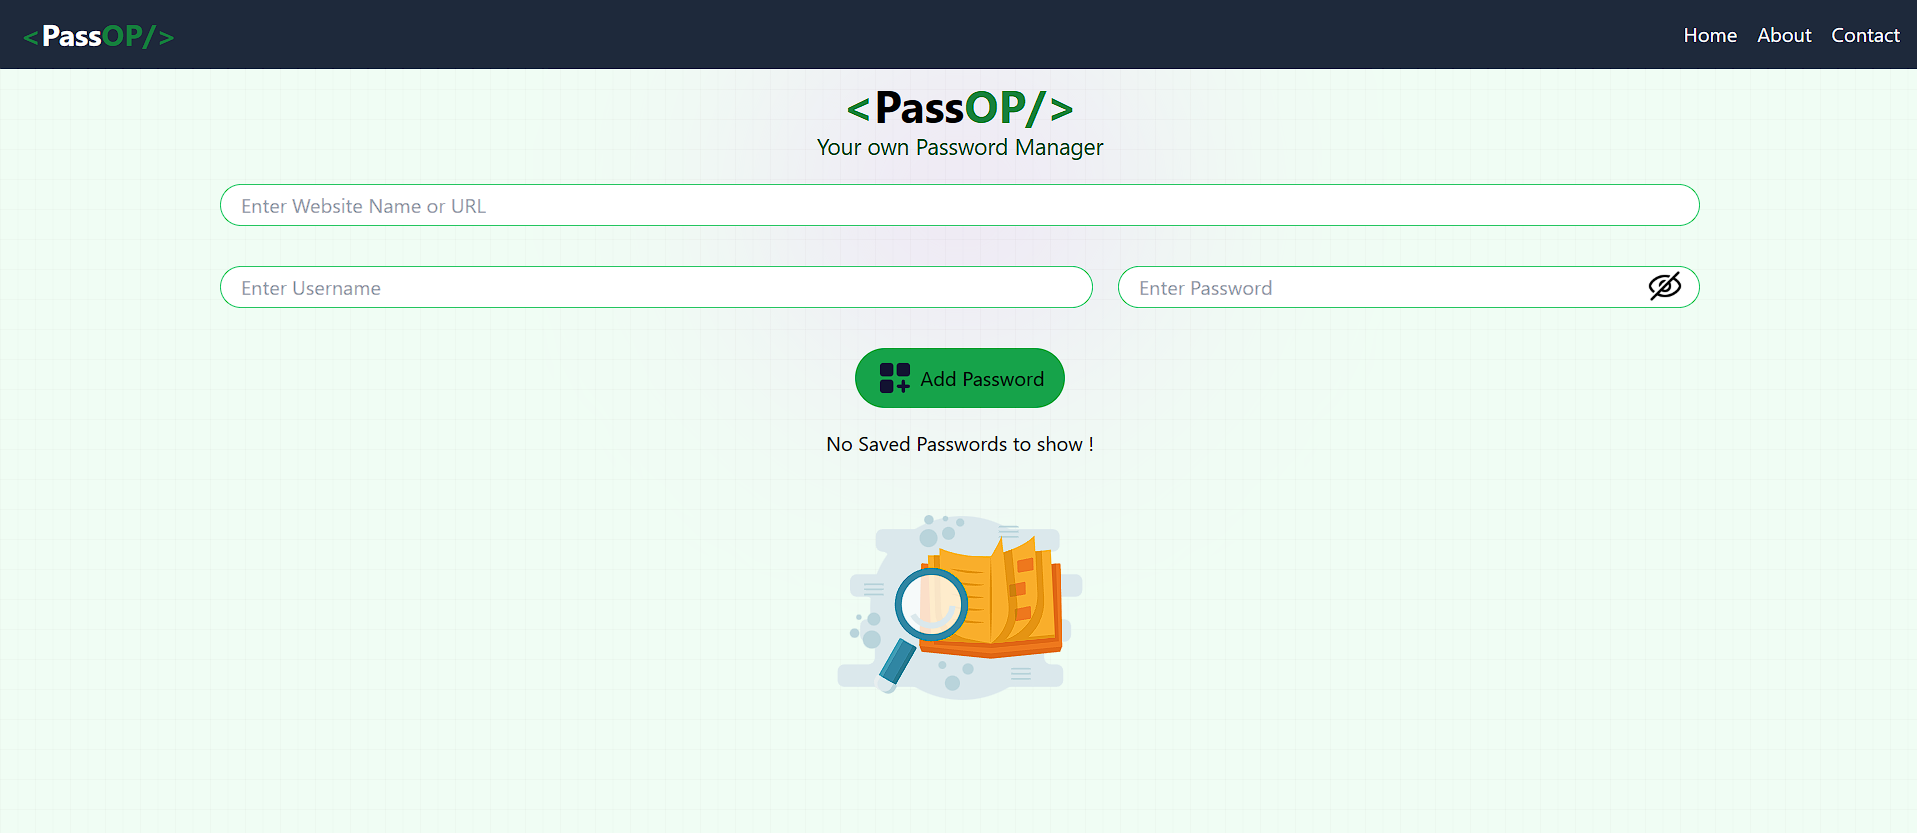 <PassOP/>
Home About Contact
<PassOP/>
Your own Password Manager
Enter Website Name or URL
Enter Username
Enter Password
Add Password
No Saved Passwords to show !